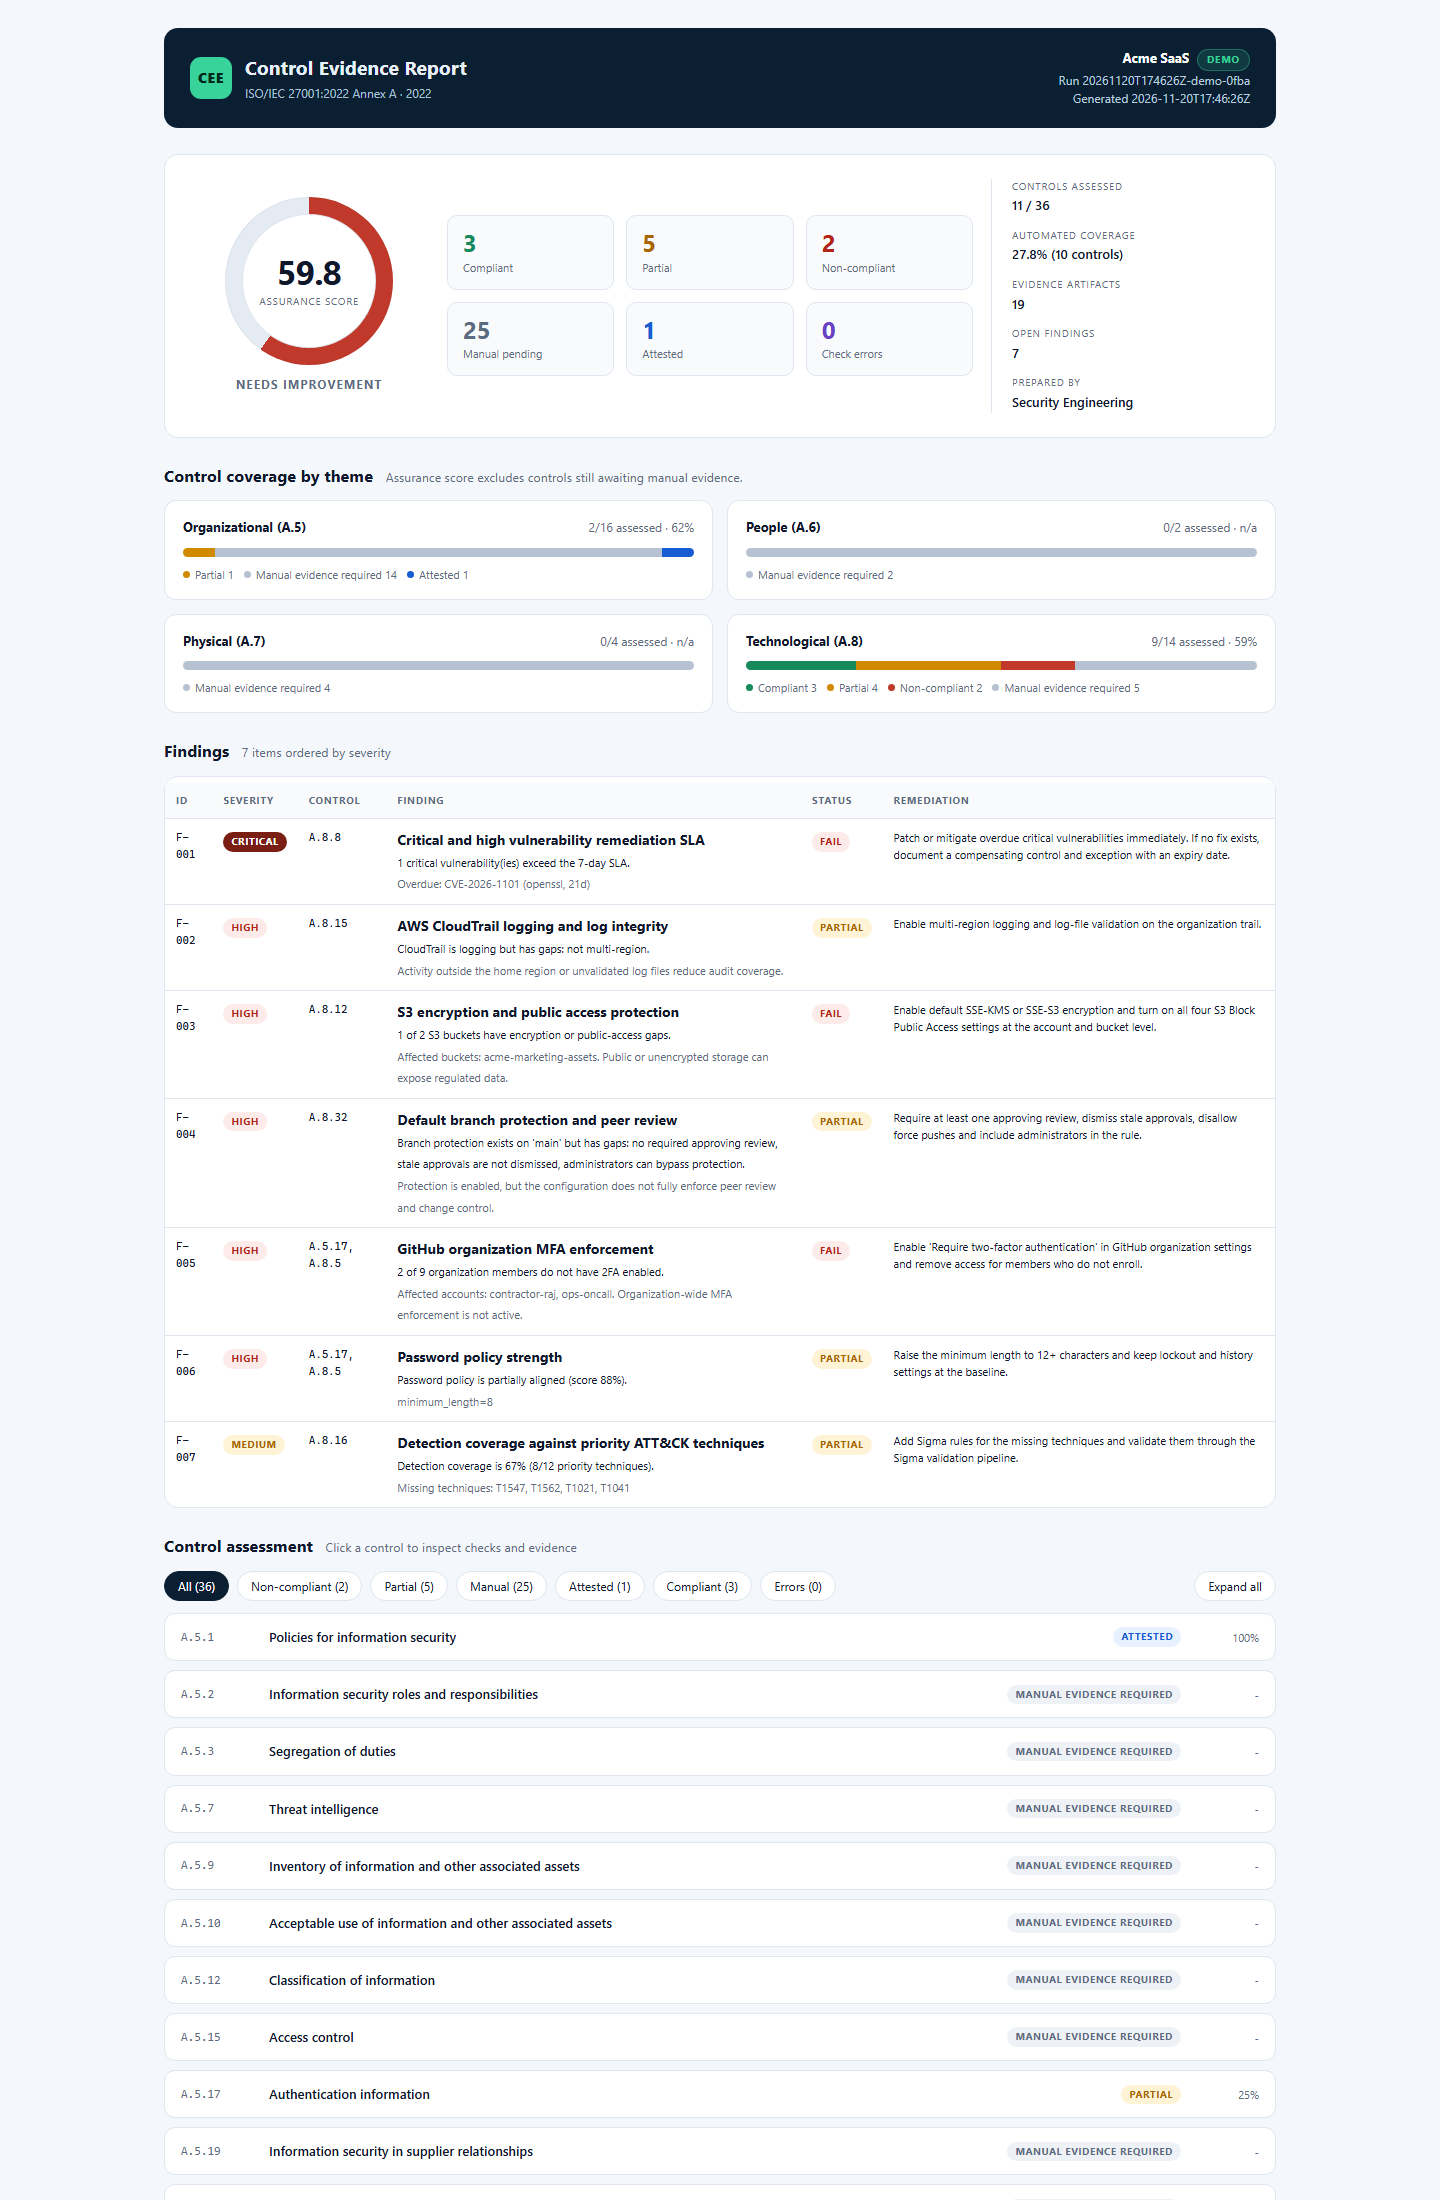 CEE
Control Evidence Report
ISO/IEC 27001:2022 Annex A · 2022
Acme SaaS DEMO
Run 20261120T174626Z-demo-0fba
Generated 2026-11-20T17:46:26Z
59.8
ASSURANCE SCORE
NEEDS IMPROVEMENT
3
Compliant
5
Partial
2
Non-compliant
25
Manual pending
1
Attested
0
Check errors
CONTROLS ASSESSED
11 / 36
AUTOMATED COVERAGE
27.8% (10 controls)
EVIDENCE ARTIFACTS
19
OPEN FINDINGS
7
PREPARED BY
Security Engineering
Control coverage by theme Assurance score excludes controls still awaiting manual evidence.
Organizational (A.5) 2/16 assessed · 62%
Partial 1 Manual evidence required 14 Attested 1
People (A.6) 0/2 assessed · n/a
Manual evidence required 2
Physical (A.7) 0/4 assessed · n/a
Manual evidence required 4
Technological (A.8) 9/14 assessed · 59%
Compliant 3 Partial 4 Non-compliant 2 Manual evidence required 5
Findings 7 items ordered by severity
ID SEVERITY CONTROL FINDING STATUS REMEDIATION
F-
001
CRITICAL
A.8.8
Critical and high vulnerability remediation SLA
1 critical vulnerability(ies) exceed the 7-day SLA.
Overdue: CVE-2026-1101 (openssl, 21d)
FAIL
Patch or mitigate overdue critical vulnerabilities immediately. If no fix exists,
document a compensating control and exception with an expiry date.
F-
002
HIGH
A.8.15
AWS CloudTrail logging and log integrity
CloudTrail is logging but has gaps: not multi-region.
Activity outside the home region or unvalidated log files reduce audit coverage.
PARTIAL
Enable multi-region logging and log-file validation on the organization trail.
F-
003
HIGH
A.8.12
S3 encryption and public access protection
1 of 2 S3 buckets have encryption or public-access gaps.
Affected buckets: acme-marketing-assets. Public or unencrypted storage can
expose regulated data.
FAIL
Enable default SSE-KMS or SSE-S3 encryption and turn on all four S3 Block
Public Access settings at the account and bucket level.
F-
004
HIGH
A.8.32
Default branch protection and peer review
Branch protection exists on 'main' but has gaps: no required approving review,
stale approvals are not dismissed, administrators can bypass protection.
Protection is enabled, but the configuration does not fully enforce peer review
and change control.
PARTIAL
Require at least one approving review, dismiss stale approvals, disallow
force pushes and include administrators in the rule.
F-
005
HIGH
A.5.17,
A.8.5
GitHub organization MFA enforcement
2 of 9 organization members do not have 2FA enabled.
Affected accounts: contractor-raj, ops-oncall. Organization-wide MFA
enforcement is not active.
FAIL
Enable 'Require two-factor authentication' in GitHub organization settings
and remove access for members who do not enroll.
F-
006
HIGH
A.5.17,
A.8.5
Password policy strength
Password policy is partially aligned (score 88%).
minimum_length=8
PARTIAL
Raise the minimum length to 12+ characters and keep lockout and history
settings at the baseline.
F-
007
MEDIUM
A.8.16
Detection coverage against priority ATT&CK techniques
Detection coverage is 67% (8/12 priority techniques).
Missing techniques: T1547, T1562, T1021, T1041
PARTIAL
Add Sigma rules for the missing techniques and validate them through the
Sigma validation pipeline.
Control assessment Click a control to inspect checks and evidence
All (36) Non-compliant (2) Partial (5) Manual (25) Attested (1) Compliant (3) Errors (0) Expand all
A.5.1 Policies for information security ATTESTED 100%
A.5.2 Information security roles and responsibilities MANUAL EVIDENCE REQUIRED -
A.5.3 Segregation of duties MANUAL EVIDENCE REQUIRED -
A.5.7 Threat intelligence MANUAL EVIDENCE REQUIRED -
A.5.9 Inventory of information and other associated assets MANUAL EVIDENCE REQUIRED -
A.5.10 Acceptable use of information and other associated assets MANUAL EVIDENCE REQUIRED -
A.5.12 Classification of information MANUAL EVIDENCE REQUIRED -
A.5.15 Access control MANUAL EVIDENCE REQUIRED -
A.5.17 Authentication information PARTIAL 25%
A.5.19 Information security in supplier relationships MANUAL EVIDENCE REQUIRED -